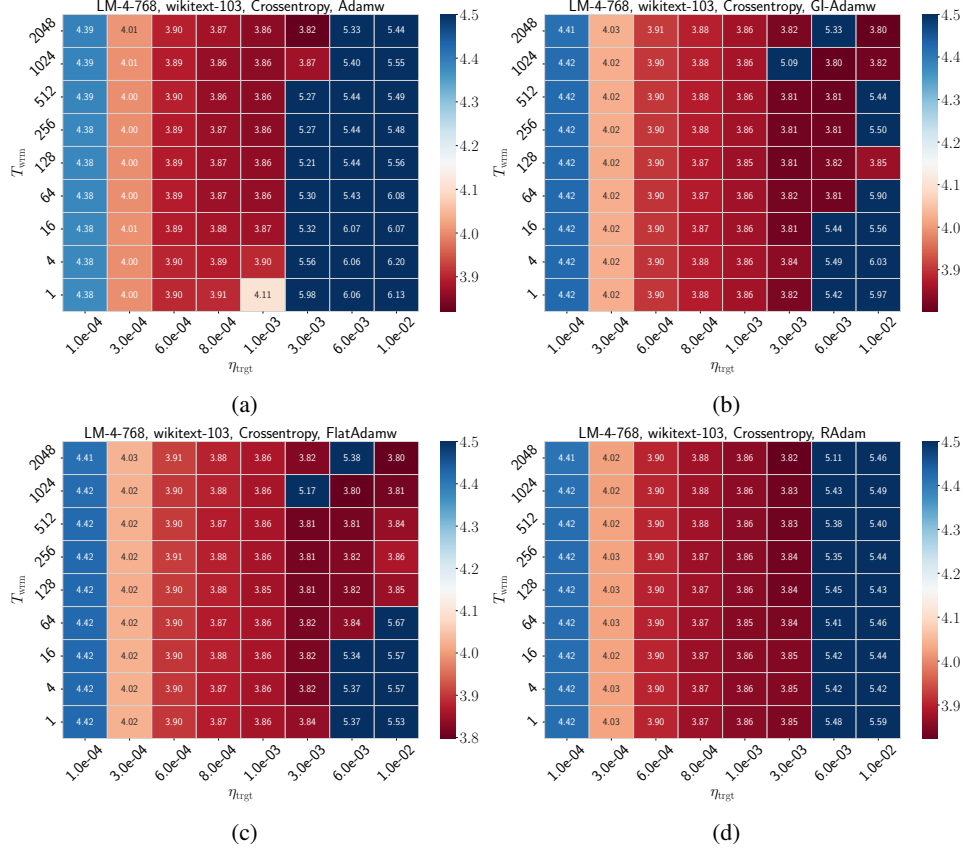 LM-4-768, wikitext-103, Crossentropy, Adamw
2048 4.39 4.01 3.90 3.87 3.86 3.82 5.33 5.44
1024 4.39 4.01 3.89 3.86 3.86 3.87 5.40 5.55
512 4.39 4.00 3.90 3.86 3.86 5.27 5.44 5.49
256 4.38 4.00 3.89 3.87 3.86 5.27 5.44 5.48
128 4.38 4.00 3.89 3.87 3.86 5.21 5.44 5.56
64 4.38 4.00 3.89 3.87 3.86 5.30 5.43 6.08
16 4.38 4.01 3.89 3.88 3.87 5.32 6.07 6.07
4 4.38 4.00 3.90 3.89 3.90 5.56 6.06 6.20
1 4.38 4.00 3.90 3.91 4.11 5.98 6.06 6.13
T_wrm
1.0e-04 3.0e-04 6.0e-04 8.0e-04 1.0e-03 3.0e-03 6.0e-03 1.0e-02
η_trgt
4.5
4.4
4.3
4.2
4.1
4.0
3.9
(a)
LM-4-768, wikitext-103, Crossentropy, GI-Adamw
2048 4.41 4.03 3.91 3.88 3.86 3.82 5.33 3.80
1024 4.42 4.02 3.90 3.88 3.86 5.09 3.80 3.82
512 4.42 4.02 3.90 3.88 3.86 3.81 3.81 5.44
256 4.42 4.02 3.90 3.88 3.86 3.81 3.81 5.50
128 4.42 4.02 3.90 3.87 3.85 3.81 3.82 3.85
64 4.42 4.02 3.90 3.87 3.86 3.82 3.81 5.90
16 4.42 4.02 3.90 3.87 3.86 3.81 5.44 5.56
4 4.42 4.02 3.90 3.88 3.86 3.84 5.49 6.03
1 4.42 4.02 3.90 3.88 3.86 3.82 5.42 5.97
T_wrm
1.0e-04 3.0e-04 6.0e-04 8.0e-04 1.0e-03 3.0e-03 6.0e-03 1.0e-02
η_trgt
4.5
4.4
4.3
4.2
4.1
4.0
3.9
(b)
LM-4-768, wikitext-103, Crossentropy, FlatAdamw
2048 4.41 4.03 3.91 3.88 3.86 3.82 5.38 3.80
1024 4.42 4.02 3.90 3.88 3.86 5.17 3.80 3.81
512 4.42 4.02 3.90 3.87 3.86 3.81 3.81 3.84
256 4.42 4.02 3.91 3.88 3.86 3.81 3.82 3.86
128 4.42 4.02 3.90 3.88 3.85 3.81 3.82 3.85
64 4.42 4.02 3.90 3.87 3.86 3.82 3.84 5.67
16 4.42 4.02 3.90 3.88 3.86 3.82 5.34 5.57
4 4.42 4.02 3.90 3.87 3.86 3.82 5.37 5.57
1 4.42 4.02 3.90 3.87 3.86 3.84 5.37 5.53
T_wrm
1.0e-04 3.0e-04 6.0e-04 8.0e-04 1.0e-03 3.0e-03 6.0e-03 1.0e-02
η_trgt
4.5
4.4
4.3
4.2
4.1
4.0
3.9
3.8
(c)
LM-4-768, wikitext-103, Crossentropy, RAdam
2048 4.41 4.02 3.90 3.88 3.86 3.82 5.11 5.46
1024 4.42 4.02 3.90 3.88 3.86 3.83 5.43 5.49
512 4.42 4.02 3.90 3.88 3.86 3.83 5.38 5.40
256 4.42 4.03 3.90 3.87 3.86 3.84 5.35 5.44
128 4.42 4.03 3.90 3.87 3.86 3.84 5.45 5.43
64 4.42 4.02 3.90 3.87 3.86 3.84 5.41 5.46
16 4.42 4.02 3.90 3.88 3.86 3.85 5.42 5.44
4 4.42 4.03 3.90 3.87 3.86 3.85 5.42 5.42
1 4.42 4.03 3.90 3.87 3.86 3.85 5.48 5.59
T_wrm
1.0e-04 3.0e-04 6.0e-04 8.0e-04 1.0e-03 3.0e-03 6.0e-03 1.0e-02
η_trgt
4.5
4.4
4.3
4.2
4.1
4.0
3.9
(d)